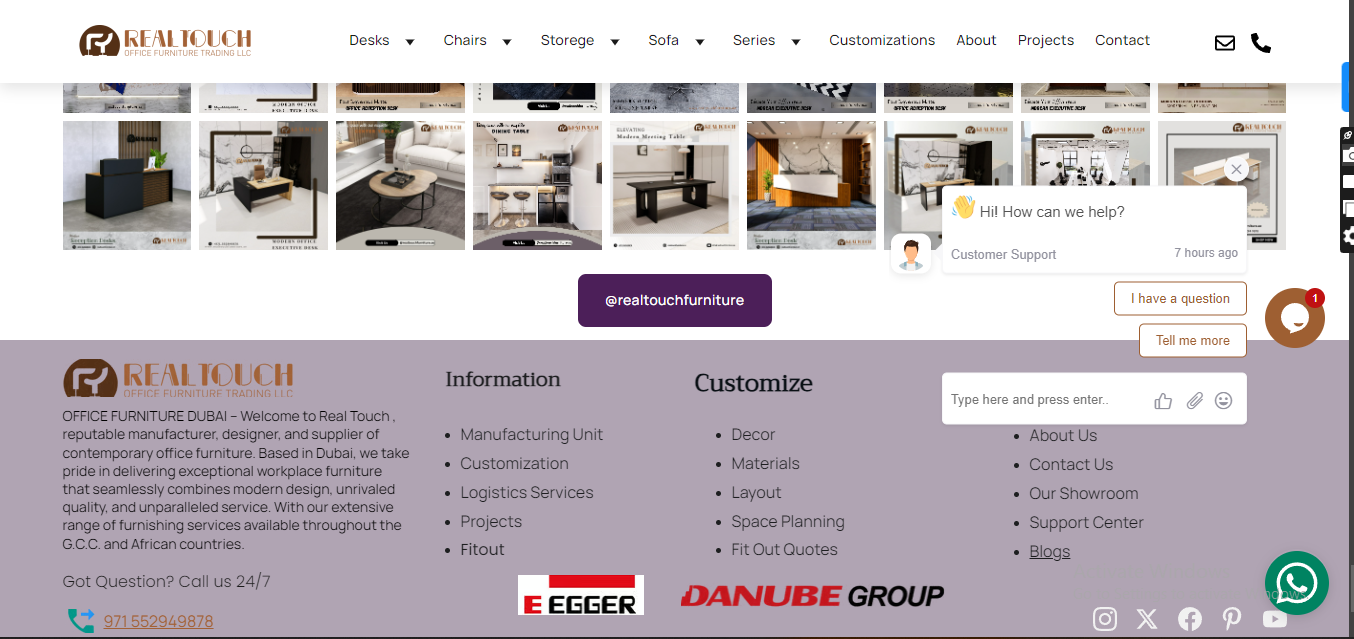 REALTOUCH
OFFICE FURNITURE TRADING LLC
Desks
Chairs
Storege
Sofa
Series
Customizations
About
Projects
Contact
DINING TABLE
ELEVATING
Modern Meeting Table
Hi! How can we help?
Customer Support
7 hours ago
@realtouchfurniture
I have a question
1
Tell me more
Type here and press enter..
REALTOUCH
OFFICE FURNITURE TRADING LLC
OFFICE FURNITURE DUBAI – Welcome to Real Touch ,
reputable manufacturer, designer, and supplier of
contemporary office furniture. Based in Dubai, we take
pride in delivering exceptional workplace furniture
that seamlessly combines modern design, unrivaled
quality, and unparalleled service. With our extensive
range of furnishing services available throughout the
G.C.C. and African countries.
Got Question? Call us 24/7
971 552949878
Information
Manufacturing Unit
Customization
Logistics Services
Projects
Fitout
Customize
Decor
Materials
Layout
Space Planning
Fit Out Quotes
About Us
Contact Us
Our Showroom
Support Center
Blogs
E EGGER
DANUBE GROUP